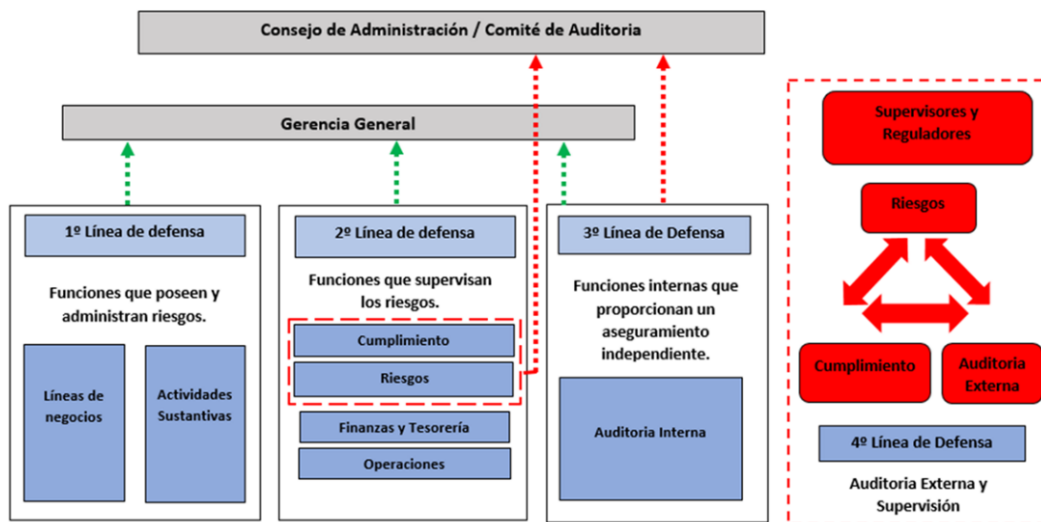 Consejo de Administración / Comité de Auditoria
Gerencia General
1º Línea de defensa
Funciones que poseen y
administran riesgos.
Líneas de
negocios
Actividades
Sustantivas
2º Línea de defensa
Funciones que supervisan
los riesgos.
Cumplimiento
Riesgos
Finanzas y Tesorería
Operaciones
3º Línea de Defensa
Funciones internas que
proporcionan un
aseguramiento
independiente.
Auditoria Interna
Supervisores y
Reguladores
Riesgos
Cumplimiento
Auditoria
Externa
4º Línea de Defensa
Auditoria Externa y
Supervisión